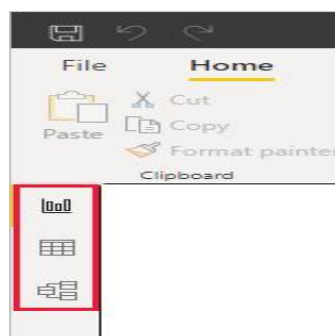 File Home
Cut
Copy
Paste
Format painter
Clipboard